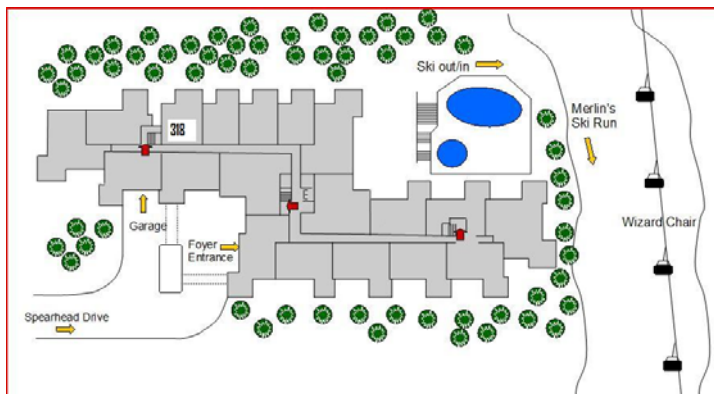 Ski out/in
Merlin's
Ski Run
318
Wizard Chair
Garage
Foyer
Entrance
E
Spearhead Drive